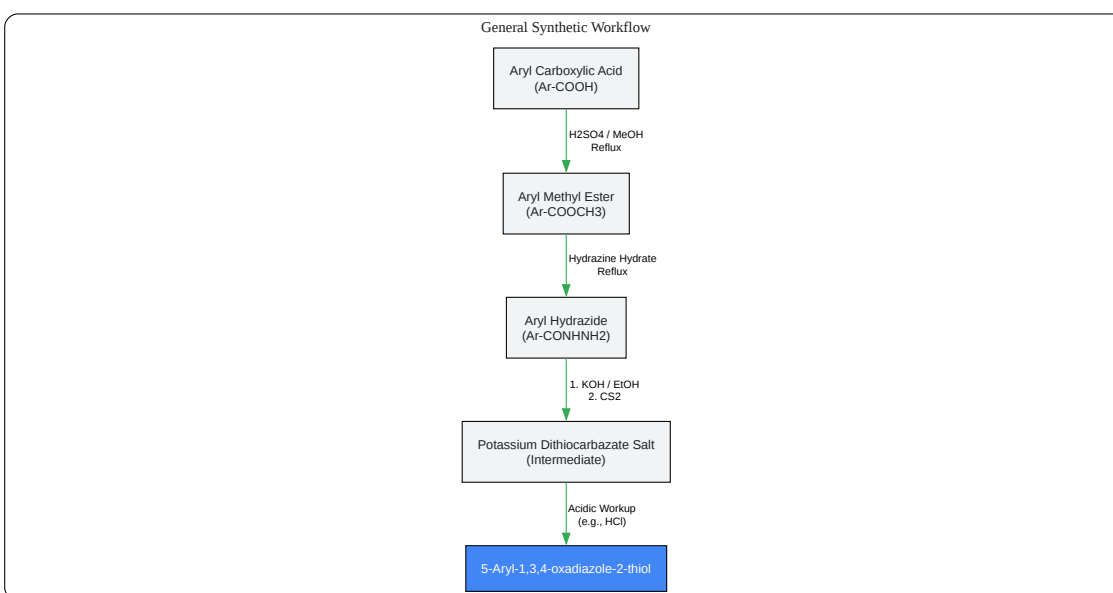 General Synthetic Workflow
Aryl Carboxylic Acid
(Ar-COOH)
H2SO4 / MeOH
Reflux
Aryl Methyl Ester
(Ar-COOCH3)
Hydrazine Hydrate
Reflux
Aryl Hydrazide
(Ar-CONHNH2)
1. KOH / EtOH
2. CS2
Potassium Dithiocarbazate Salt
(Intermediate)
Acidic Workup
(e.g., HCl)
5-Aryl-1,3,4-oxadiazole-2-thiol